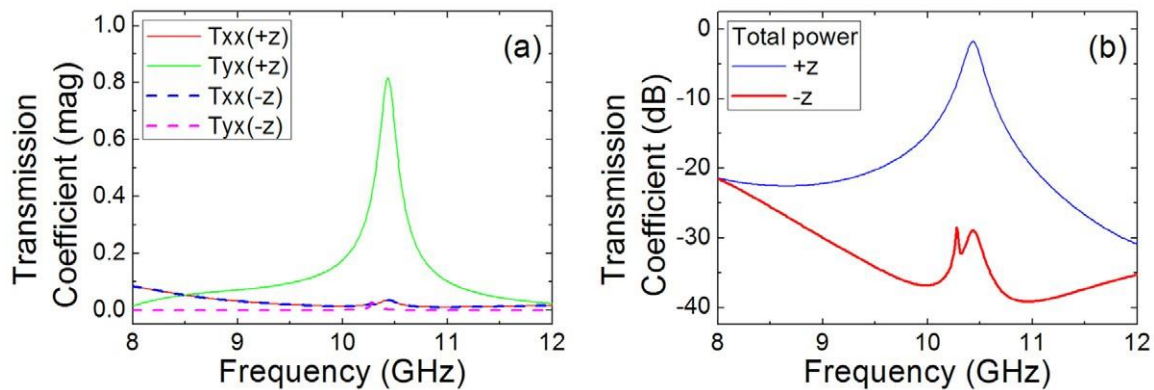 Transmission
Coefficient (mag)
1.0
0.8
0.6
0.4
0.2
0.0
Txx(+z)
Tyx(+z)
Txx(-z)
Tyx(-z)
(a)
8 9 10 11 12
Frequency (GHz)
Transmission
Coefficient (dB)
0
-10
-20
-30
-40
Total power
+z
-z
(b)
8 9 10 11 12
Frequency (GHz)